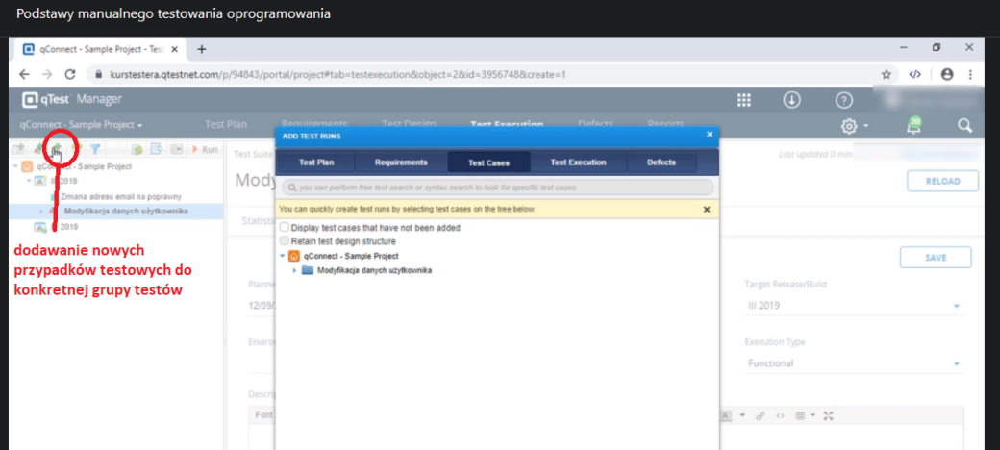 Podstawy manualnego testowania oprogramowania
qConnect - Sample Project - Test
kurstestera.qtestnet.com/p/94843/portal/project#tab=testexecution&object=2&id=3956748&create=1
qTest Manager
qConnect - Sample Project
Test Plan Requirements Test Design Test Execution Defects Reports
Run
Test Suite
Last updated 0 min
qConnect - Sample Project
III 2019
Zmiana adresu email na poprawny
Modyfikacja danych użytkownika
2019
dodawanie nowych
przypadków testowych do
konkretnej grupy testów
ADD TEST RUNS
Test Plan Requirements Test Cases Test Execution Defects
you can perform free text search or syntax search to look for specific test cases
You can quickly create test runs by selecting test cases on the tree below.
Display test cases that have not been added
Retain test design structure
qConnect - Sample Project
Modyfikacja danych użytkownika
RELOAD
SAVE
Target Release/Build
12/09/
III 2019
Execution Type
Functional
Font